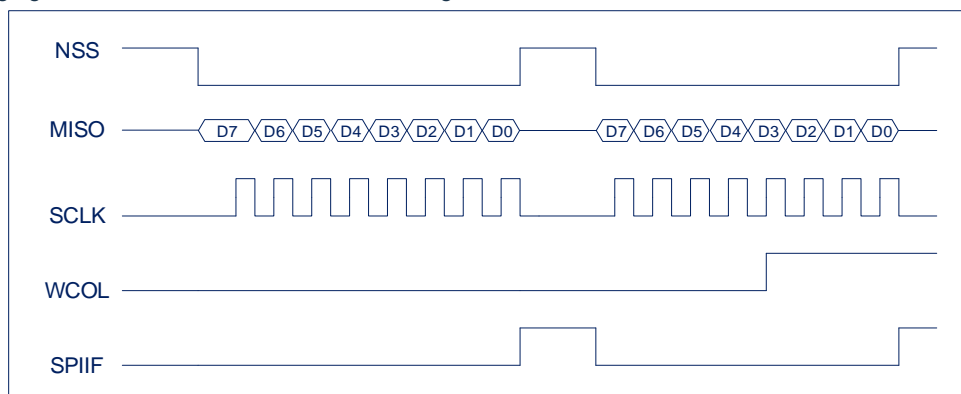 NSS
MISO D7 D6 D5 D4 D3 D2 D1 D0 D7 D6 D5 D4 D3 D2 D1 D0
SCLK
WCOL
SPIIF